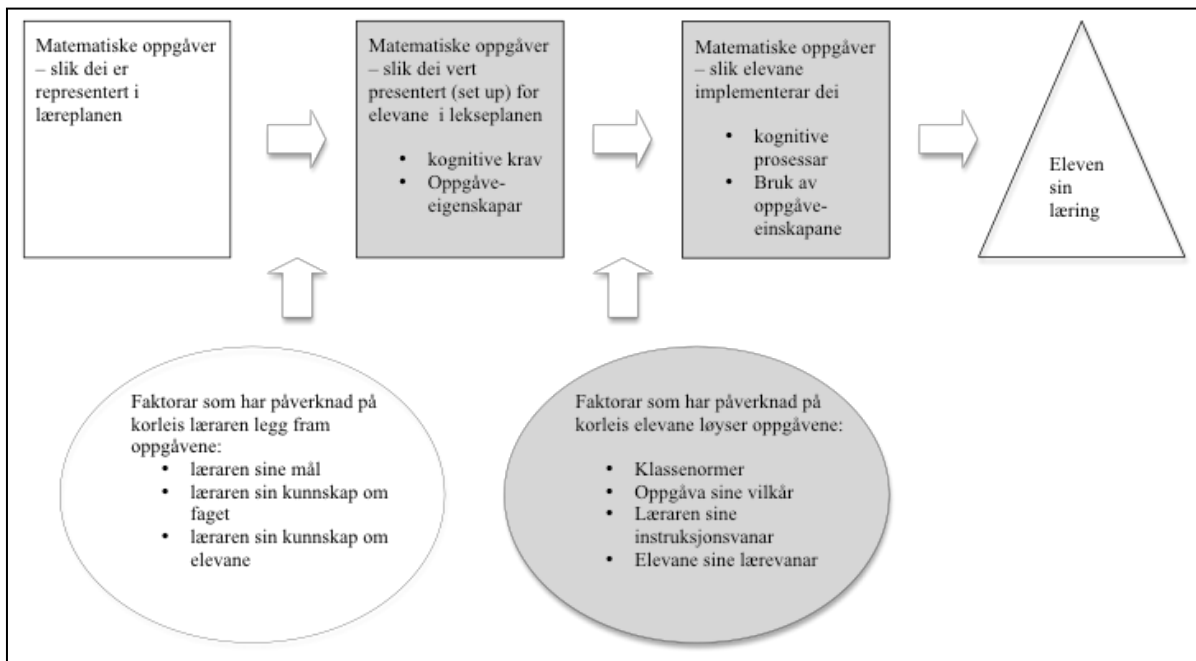 Matematiske oppgåver
– slik dei er
representert i
læreplanen
Matematiske oppgåver
– slik dei vert
presentert (set up) for
elevane i lekseplanen
• kognitive krav
• Oppgåve-
eigenskapar
Matematiske oppgåver
– slik elevane
implementerar dei
• kognitive
prosessar
• Bruk av
oppgåve-
einskapane
Eleven
sin
læring
Faktorar som har påverknad på
korleis læraren legg fram
oppgåvene:
• læraren sine mål
• læraren sin kunnskap om
faget
• læraren sin kunnskap om
elevane
Faktorar som har påverknad på
korleis elevane løyser oppgåvene:
• Klassenormer
• Oppgåva sine vilkår
• Læraren sine
instruksjonsvanar
• Elevane sine lærevanar